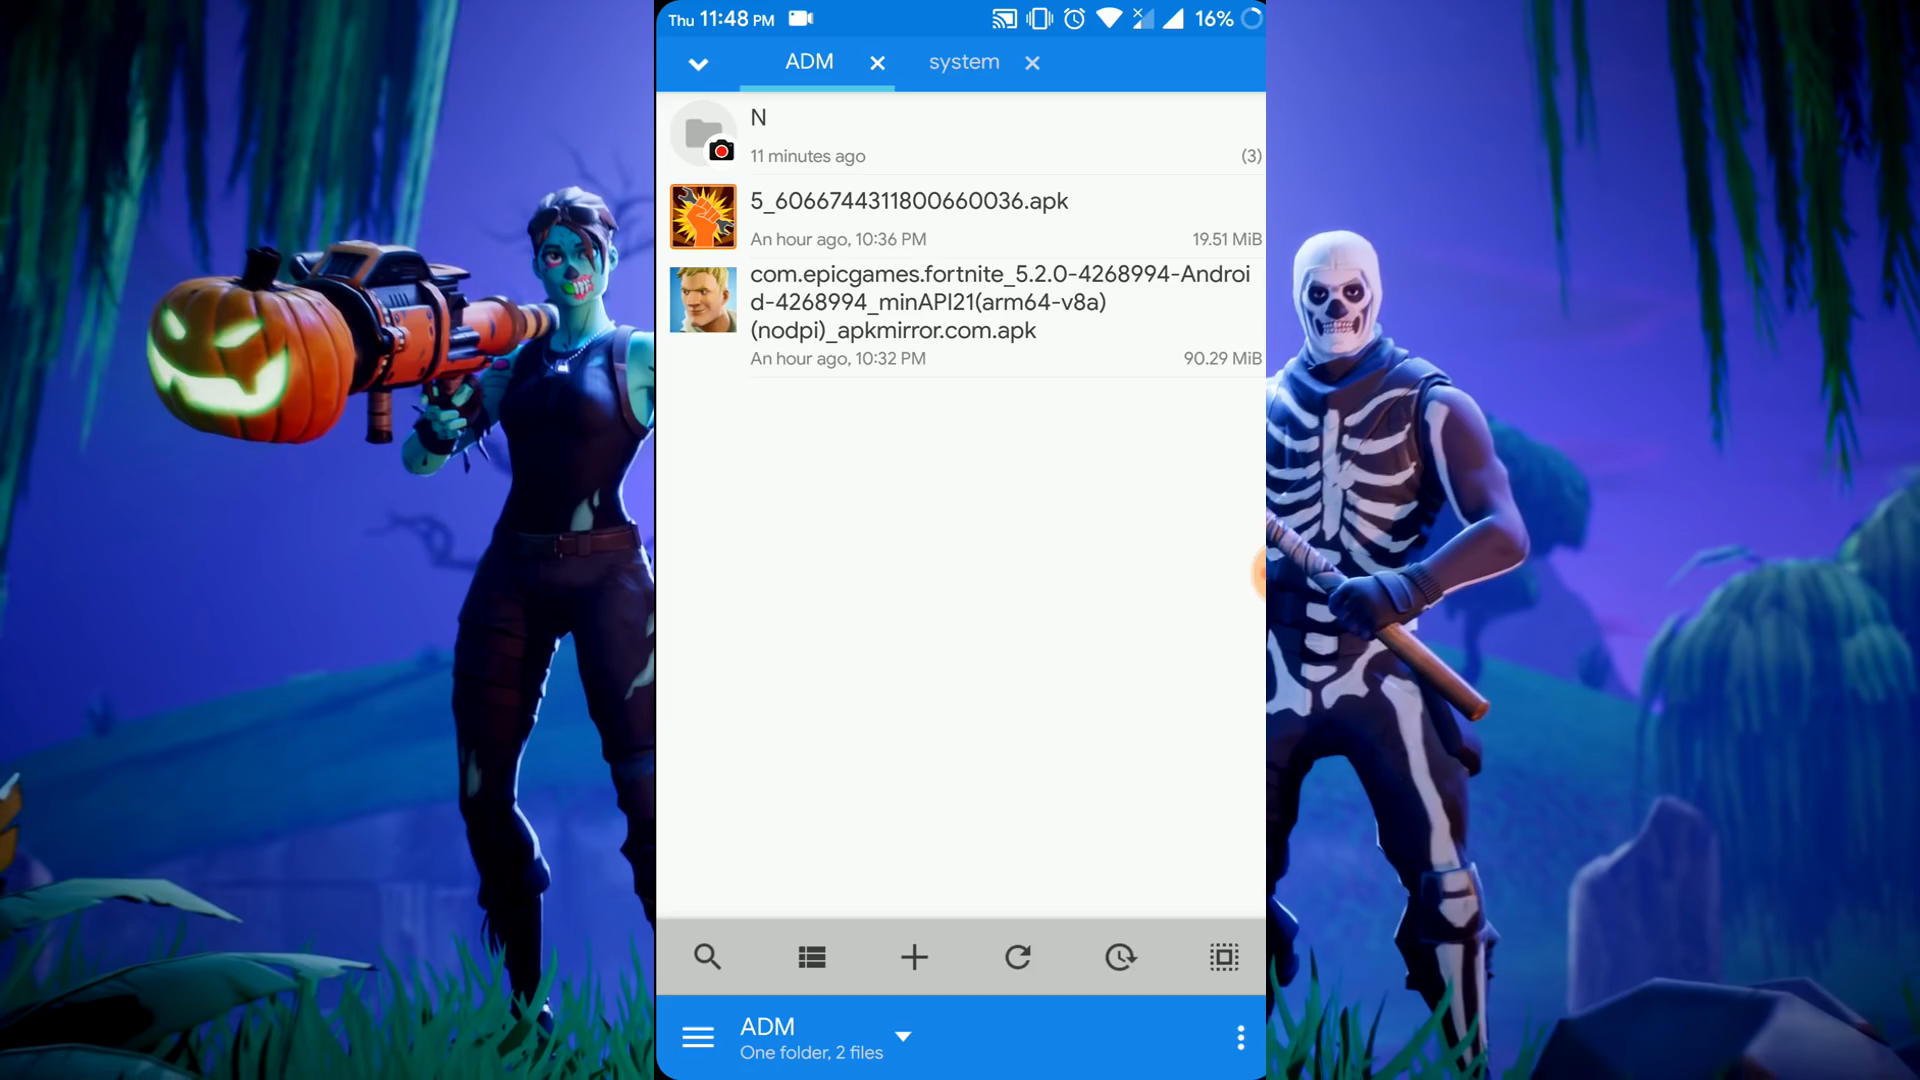 Thu 11:48 PM
16%
ADM
system
N
11 minutes ago
(3)
5_6066744311800660036.apk
An hour ago, 10:36 PM
19.51 MiB
com.epicgames.fortnite_5.2.0-4268994-Androi
d-4268994_minAPI21(arm64-v8a)
(nodpi)_apkmirror.com.apk
An hour ago, 10:32 PM
90.29 MiB
ADM
One folder, 2 files